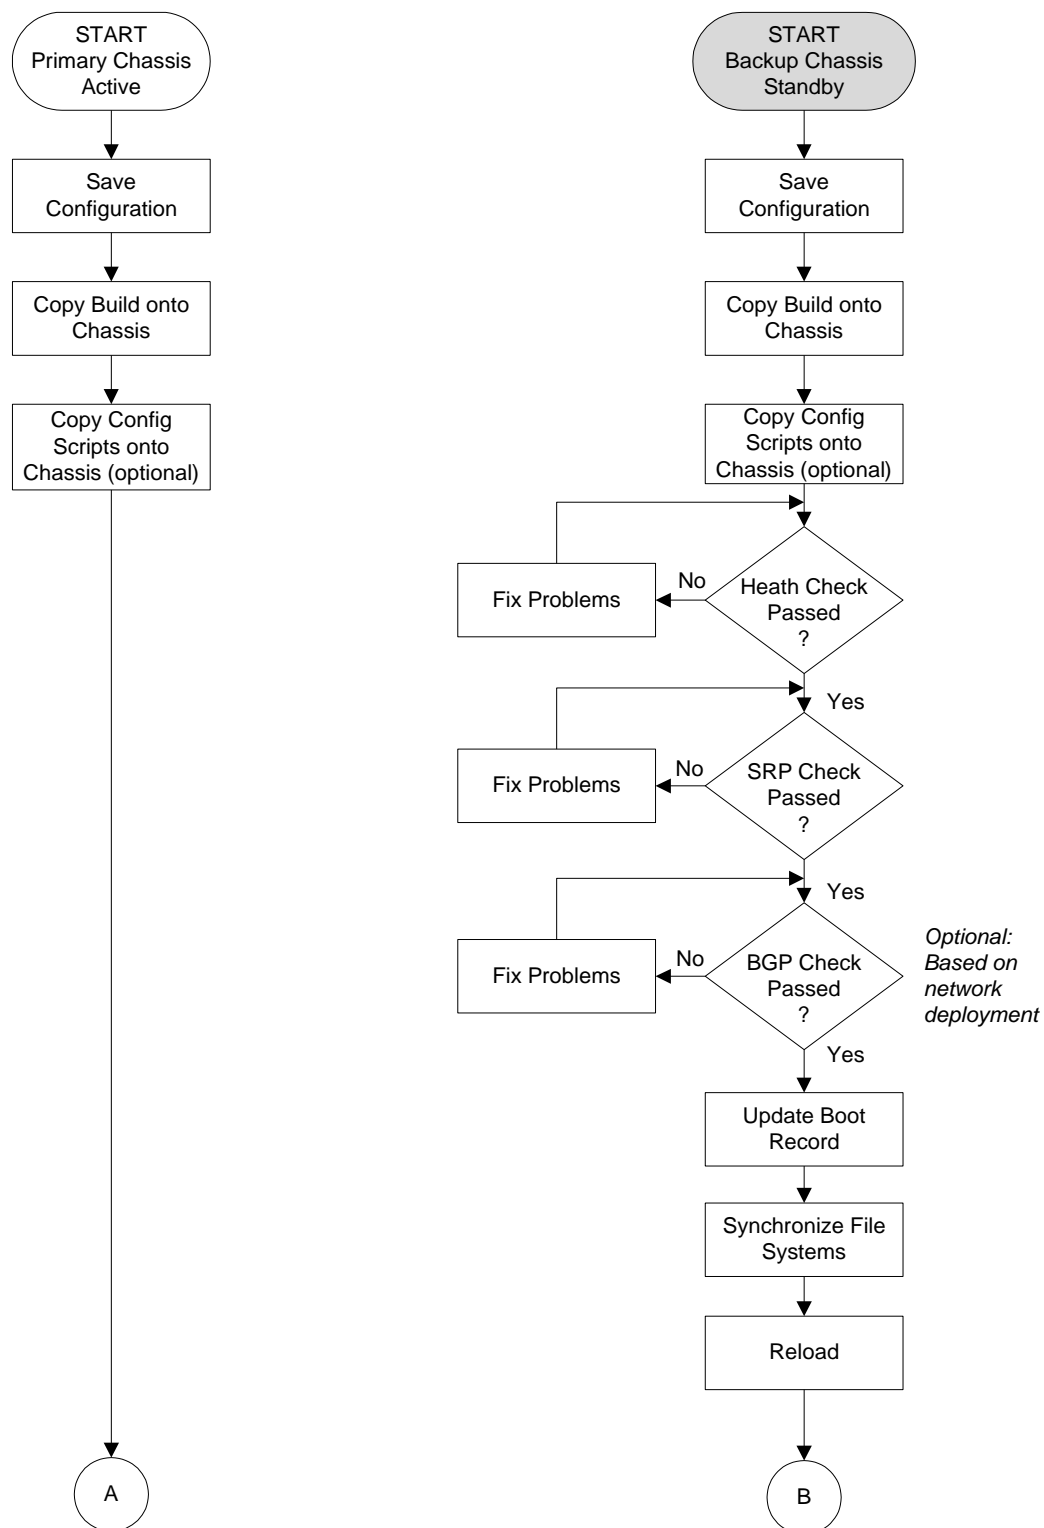 START
Primary Chassis
Active
Save
Configuration
Copy Build onto
Chassis
Copy Config
Scripts onto
Chassis (optional)
A
START
Backup Chassis
Standby
Save
Configuration
Copy Build onto
Chassis
Copy Config
Scripts onto
Chassis (optional)
Heath Check
Passed
?
No
Fix Problems
Yes
SRP Check
Passed
?
No
Fix Problems
Yes
BGP Check
Passed
?
No
Fix Problems
Optional:
Based on
network
deployment
Yes
Update Boot
Record
Synchronize File
Systems
Reload
B